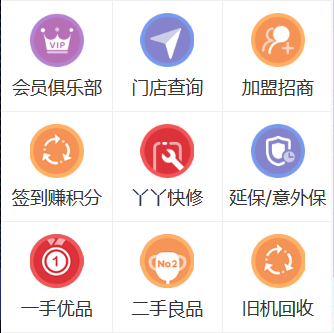 VIP
会员俱乐部
门店查询
加盟招商
签到赚积分
丫丫快修
延保/意外保
1
一手优品
No2
二手良品
旧机回收